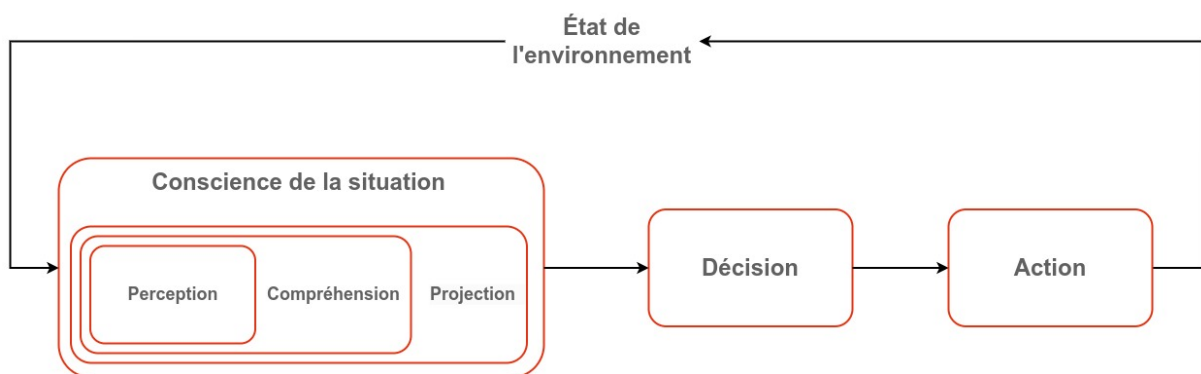 État de
l'environnement
Conscience de la situation
Perception
Compréhension
Projection
Décision
Action